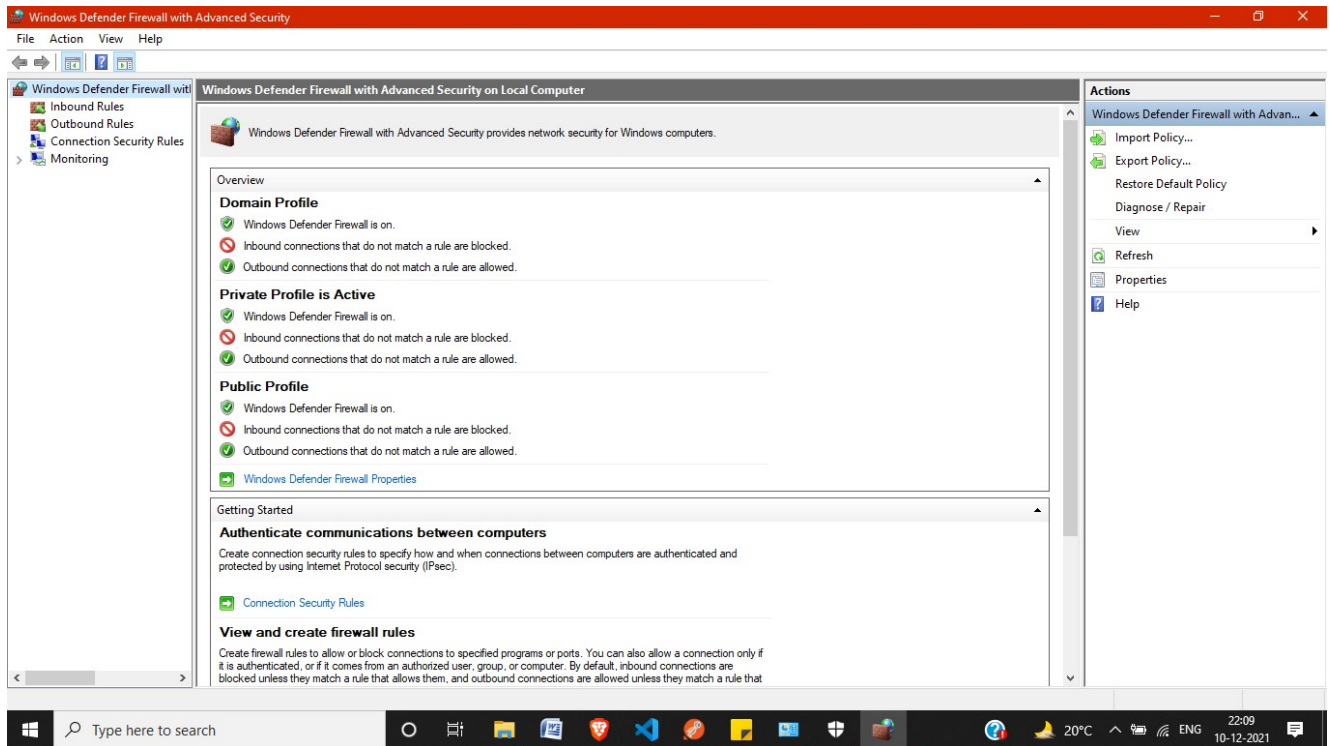 Windows Defender Firewall with Advanced Security
File Action View Help
Windows Defender Firewall with
Inbound Rules
Outbound Rules
Connection Security Rules
Monitoring
Windows Defender Firewall with Advanced Security on Local Computer
Windows Defender Firewall with Advanced Security provides network security for Windows computers.
Overview
Domain Profile
Windows Defender Firewall is on.
Inbound connections that do not match a rule are blocked.
Outbound connections that do not match a rule are allowed.
Private Profile is Active
Windows Defender Firewall is on.
Inbound connections that do not match a rule are blocked.
Outbound connections that do not match a rule are allowed.
Public Profile
Windows Defender Firewall is on.
Inbound connections that do not match a rule are blocked.
Outbound connections that do not match a rule are allowed.
Windows Defender Firewall Properties
Getting Started
Authenticate communications between computers
Create connection security rules to specify how and when connections between computers are authenticated and
protected by using Internet Protocol security (IPsec).
Connection Security Rules
View and create firewall rules
Create firewall rules to allow or block connections to specified programs or ports. You can also allow a connection only if
it is authenticated, or if it comes from an authorized user, group, or computer. By default, inbound connections are
blocked unless they match a rule that allows them, and outbound connections are allowed unless they match a rule that
Actions
Windows Defender Firewall with Advan...
Import Policy...
Export Policy...
Restore Default Policy
Diagnose / Repair
View
Refresh
Properties
Help
Type here to search
20°C
ENG
22:09
10-12-2021